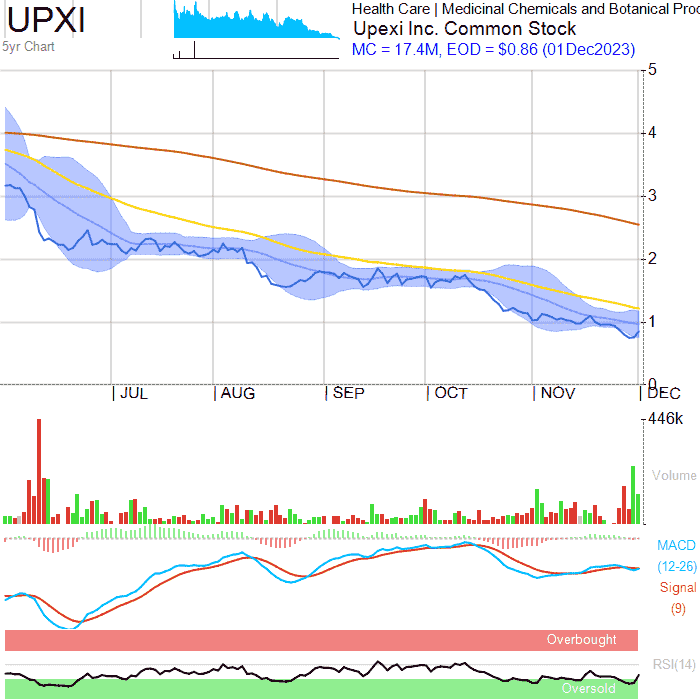 UPXI
5yr Chart
Health Care | Medicinal Chemicals and Botanical Proc
Upexi Inc. Common Stock
MC = 17.4M, EOD = $0.86 (01Dec2023)
5
4
3
2
1
0
JUL AUG SEP OCT NOV DEC
446k
Volume
MACD
(12-26)
Signal
(9)
Overbought
RSI(14)
Oversold